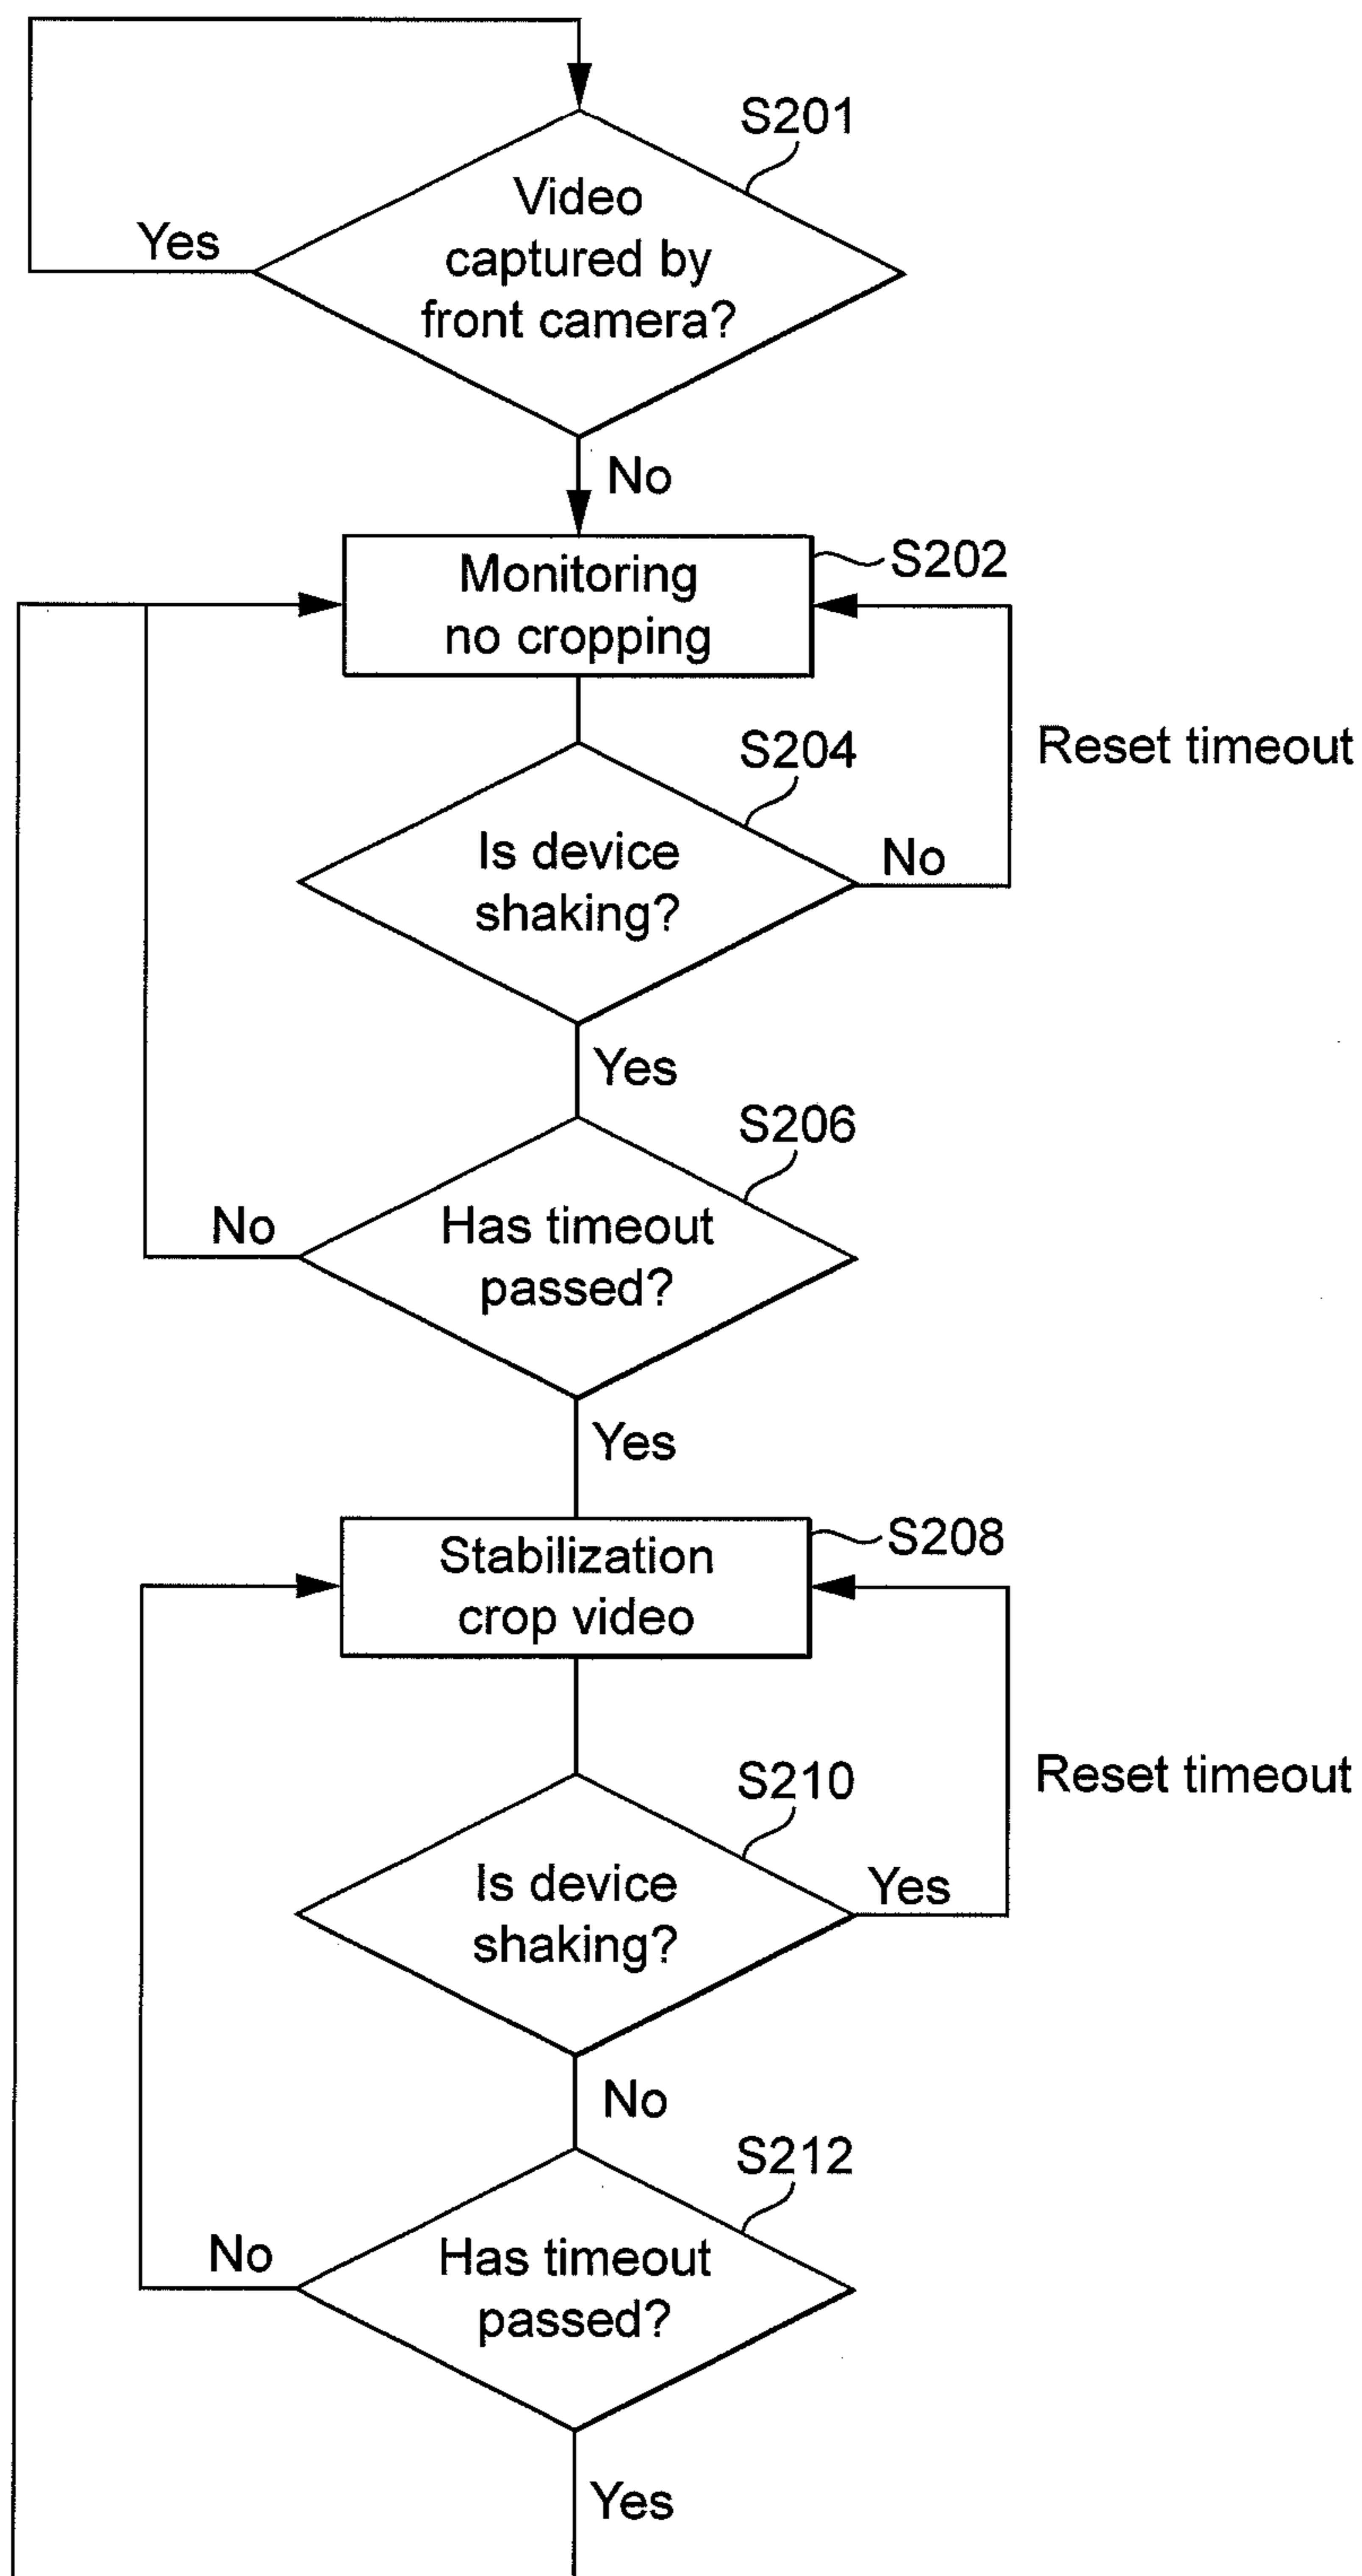 S201
Video
captured by
front camera?
Yes
No
S202
Monitoring
no cropping
Reset timeout
S204
Is device
shaking?
No
Yes
S206
Has timeout
passed?
No
Yes
S208
Stabilization
crop video
Reset timeout
S210
Is device
shaking?
Yes
No
S212
Has timeout
passed?
No
Yes